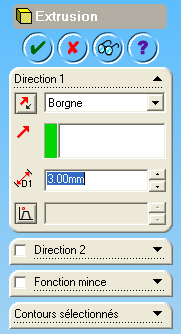 Extrusion
?
Direction 1
Borgne
D1
3.00mm
Direction 2
Fonction mince
Contours sélectionnés